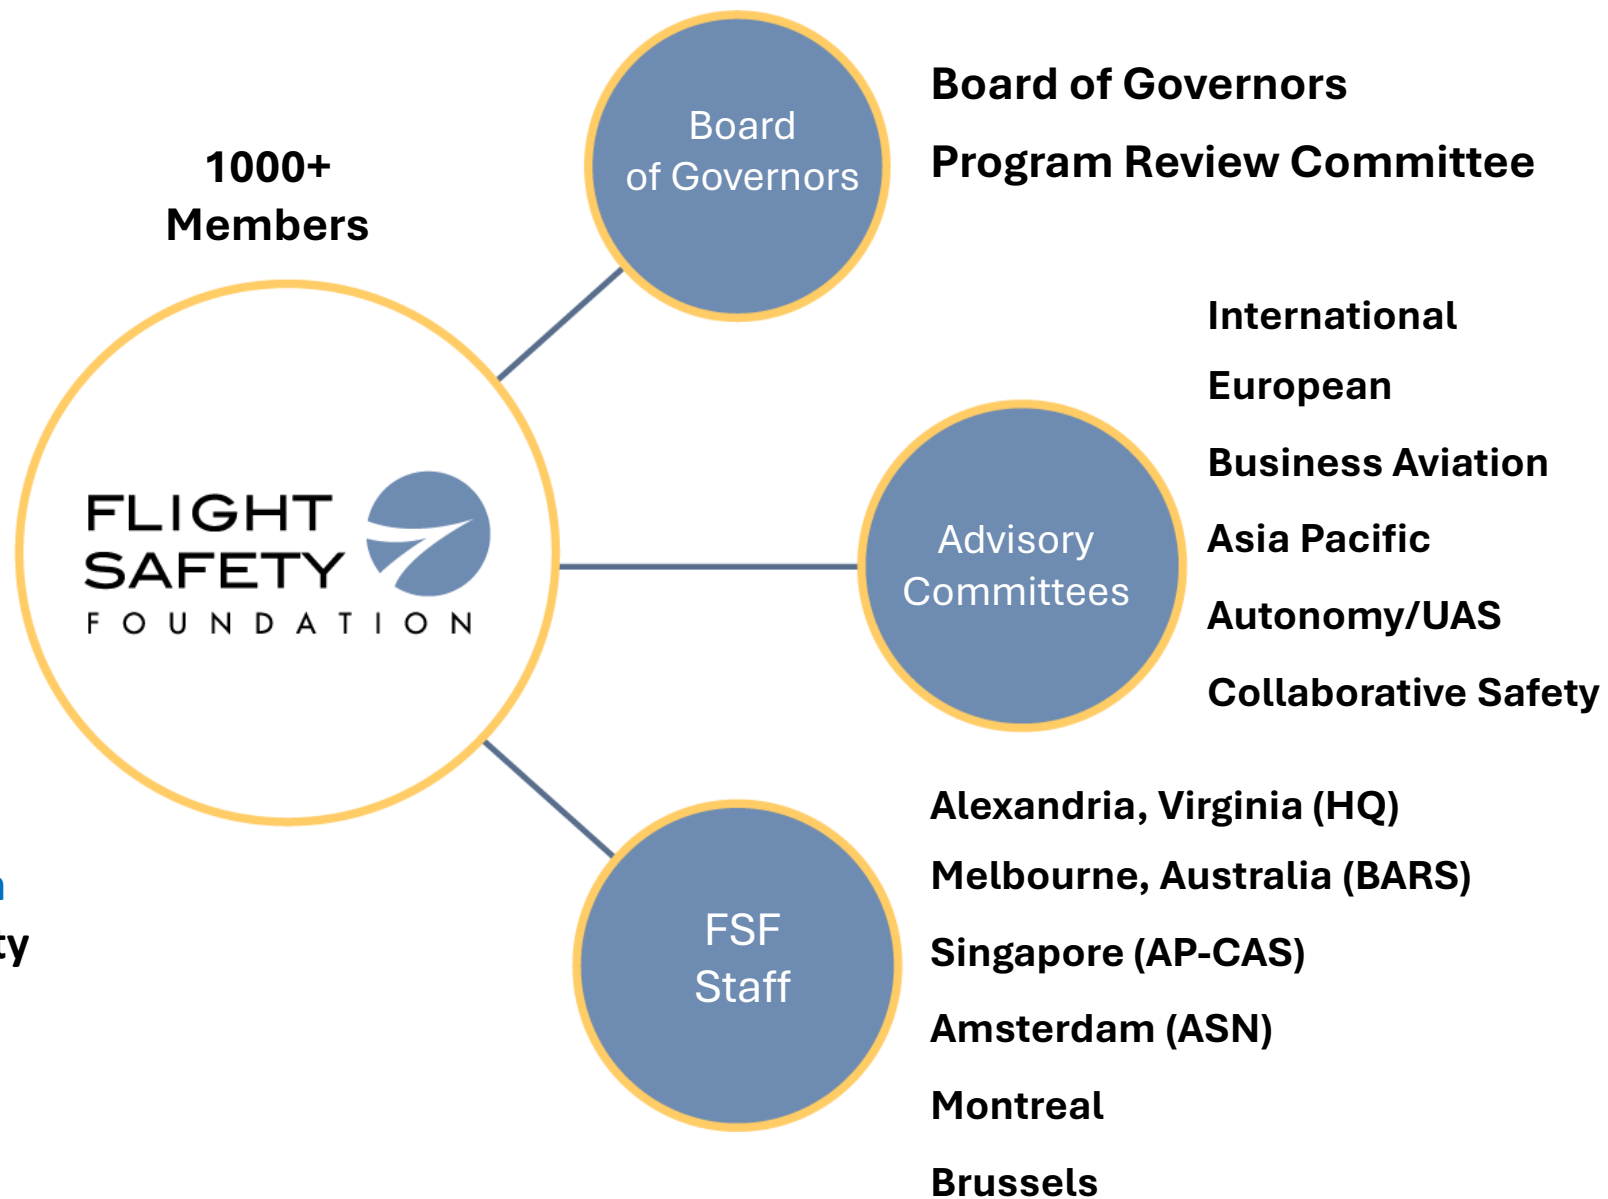 1000+
Members
FLIGHT
SAFETY
FOUNDATION
Board
of Governors
Board of Governors
Program Review Committee
Advisory
Committees
International
European
Business Aviation
Asia Pacific
Autonomy/UAS
Collaborative Safety
FSF
Staff
Alexandria, Virginia (HQ)
Melbourne, Australia (BARS)
Singapore (AP-CAS)
Amsterdam (ASN)
Montreal
Brussels